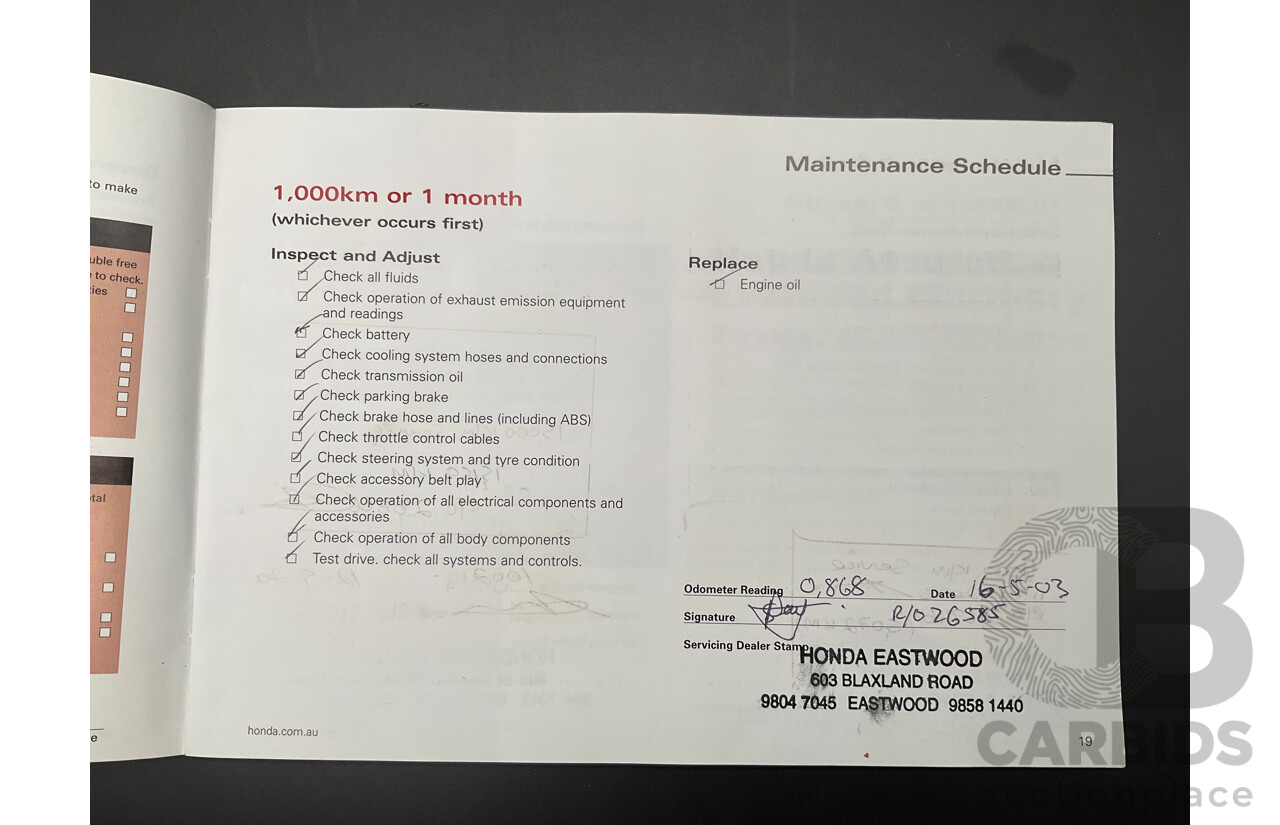 to make
uble free
to check.
ies
tal
e
Maintenance Schedule
1,000km or 1 month
(whichever occurs first)
Inspect and Adjust
Check all fluids
Check operation of exhaust emission equipment
and readings
Check battery
Check cooling system hoses and connections
Check transmission oil
Check parking brake
Check brake hose and lines (including ABS)
Check throttle control cables
Check steering system and tyre condition
Check accessory belt play
Check operation of all electrical components and
accessories
Check operation of all body components
Test drive. check all systems and controls.
Replace
Engine oil
Odometer Reading 0,868 Date 16-5-03
Signature R/O 26585
Servicing Dealer Stamp
HONDA EASTWOOD
603 BLAXLAND ROAD
9804 7045 EASTWOOD 9858 1440
honda.com.au
19
CARBIDS
auctionplace